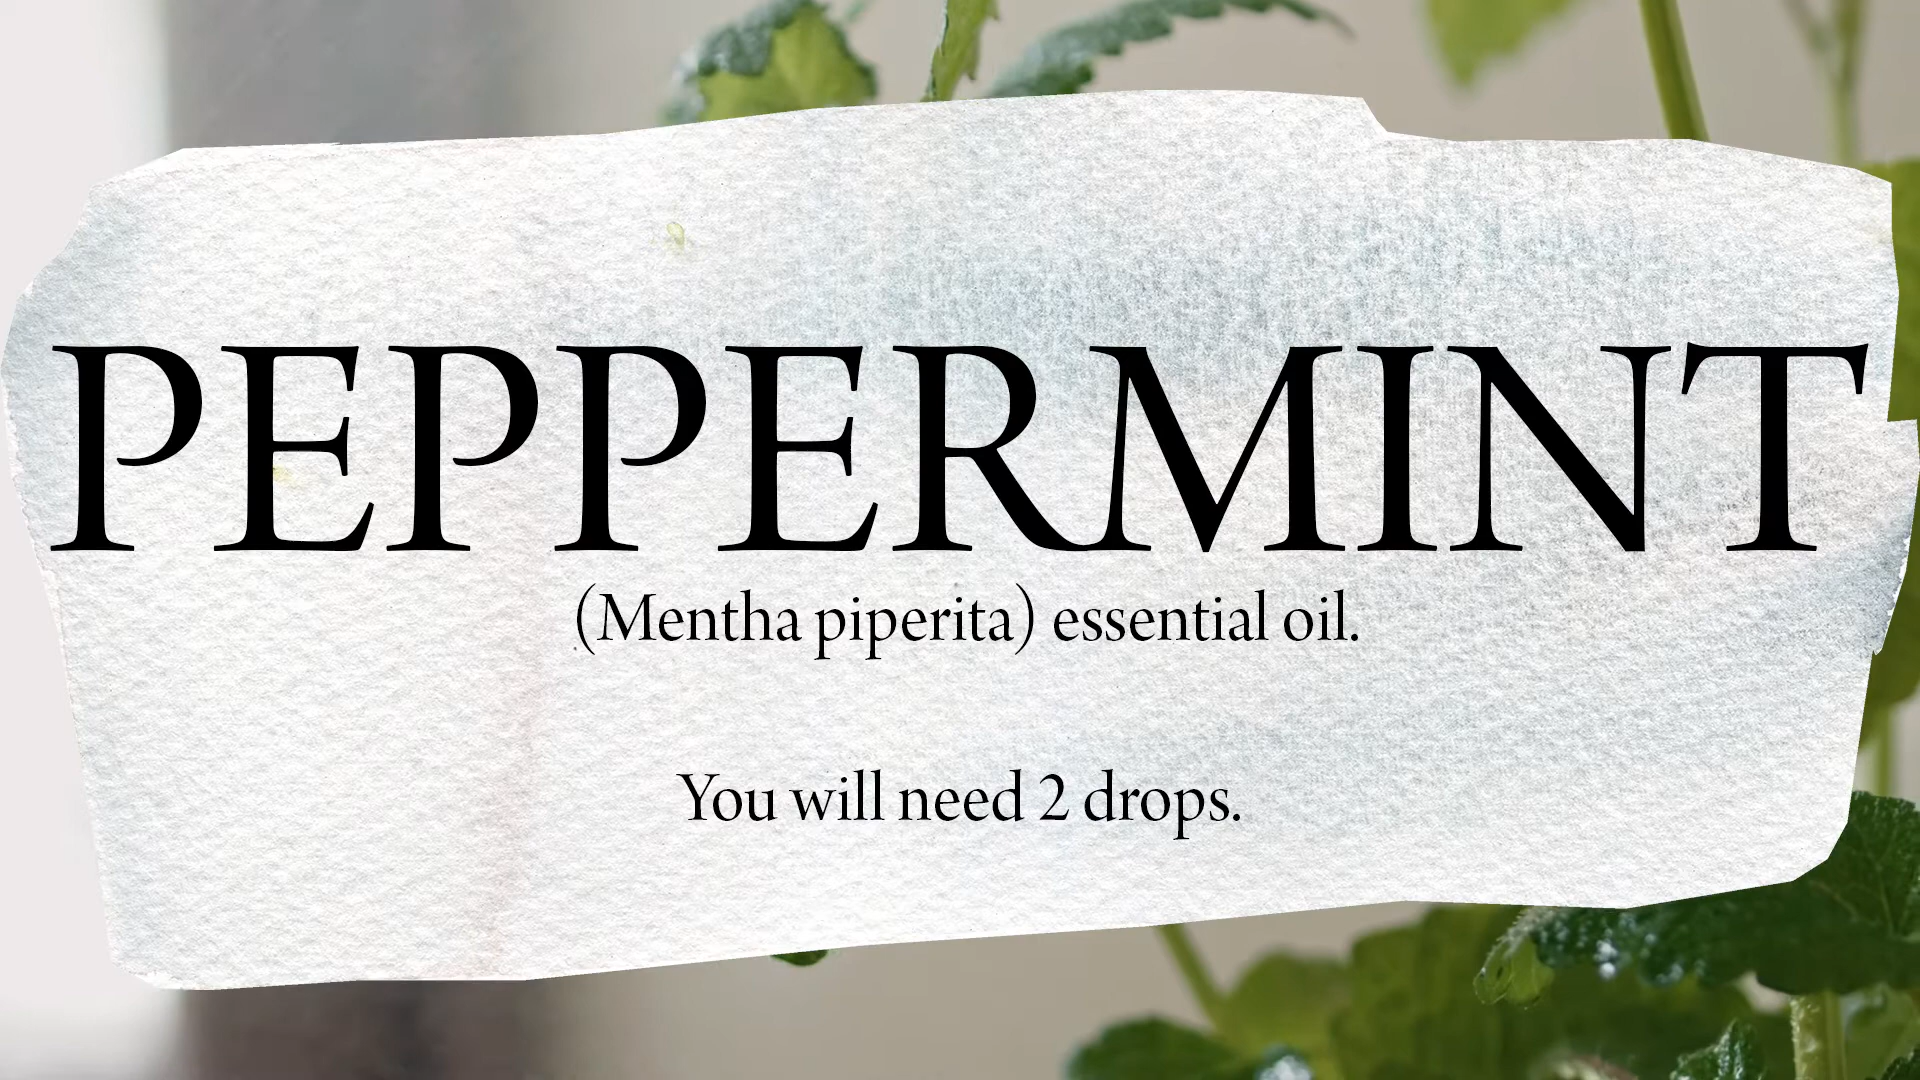 PEPPERMINT
(Mentha piperita) essential oil.
You will need 2 drops.